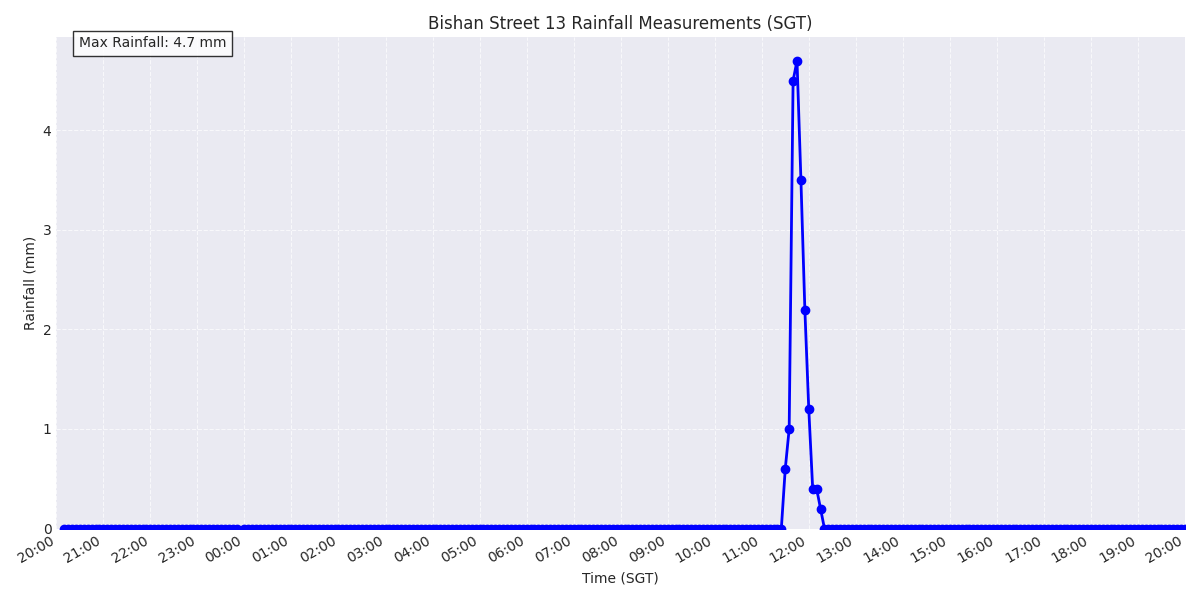 Bishan Street 13 Rainfall Measurements (SGT)
Max Rainfall: 4.7 mm
4
3
2
1
0
Rainfall (mm)
20:00 21:00 22:00 23:00 00:00 01:00 02:00 03:00 04:00 05:00 06:00 07:00 08:00 09:00 10:00 11:00 12:00 13:00 14:00 15:00 16:00 17:00 18:00 19:00 20:00
Time (SGT)